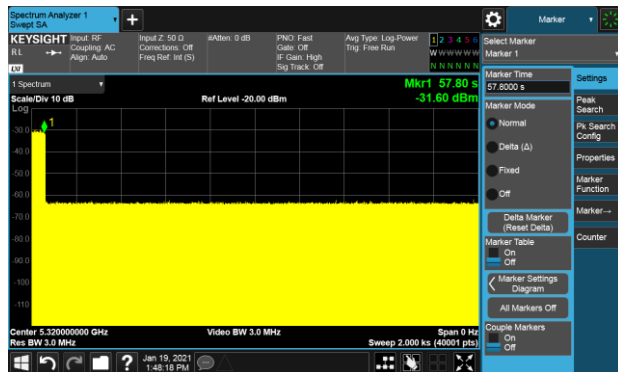 Spectrum Analyzer 1
Swept SA
Marker
KEYSIGHT
Input: RF
Input Z: 50 Ω
#Atten: 0 dB
PNO: Fast
Avg Type: Log-Power
1 2 3 4 5 6
RL
Coupling: AC
Corrections: Off
Gate: Off
Trig: Free Run
W W W W W W
Align: Auto
Freq Ref: Int (S)
IF Gain: High
N N N N N N
LXI
Sig Track: Off
Select Marker
Marker 1
1 Spectrum
Mkr1 57.80 s
Scale/Div 10 dB
Ref Level -20.00 dBm
-31.60 dBm
Log
1
-30.0
-40.0
-50.0
-60.0
-70.0
-80.0
-90.0
-100
-110
Center 5.320000000 GHz
Video BW 3.0 MHz
Span 0 Hz
Res BW 3.0 MHz
Sweep 2.000 ks (40001 pts)
Marker Time
57.8000 s
Marker Mode
Normal
Delta (Δ)
Fixed
Off
Delta Marker
(Reset Delta)
Marker Table
On
Off
Marker Settings
Diagram
All Markers Off
Couple Markers
On
Off
Settings
Peak
Search
Pk Search
Config
Properties
Marker
Function
Marker→
Counter
?
Jan 19, 2021
1:48:18 PM